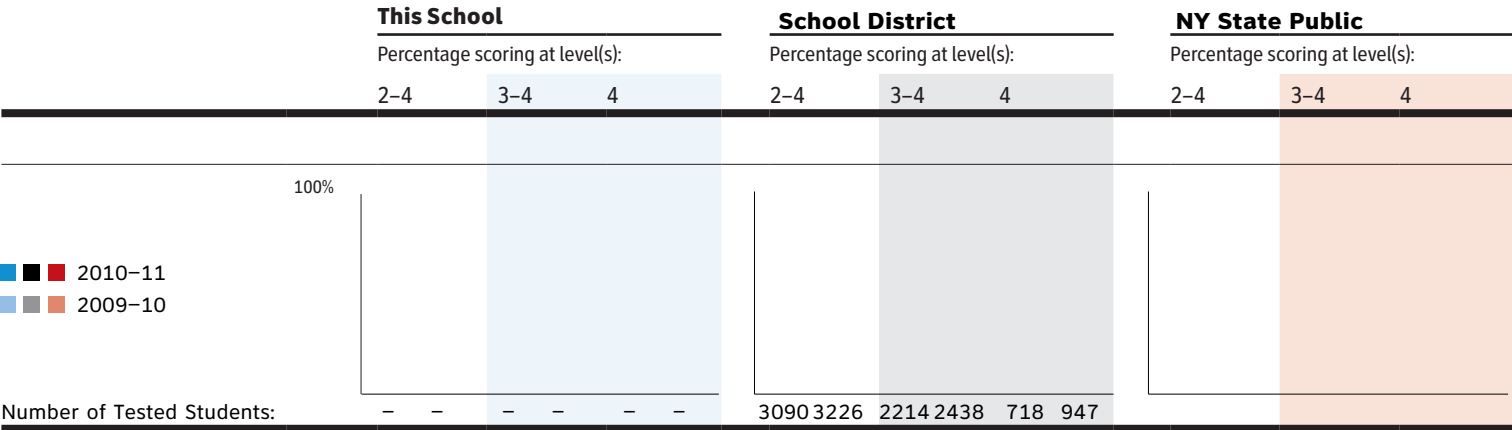 This School School District NY State Public
Percentage scoring at level(s): Percentage scoring at level(s): Percentage scoring at level(s):
2–4 3–4 4 2–4 3–4 4 2–4 3–4 4
100%
2010–11
2009–10
Number of Tested Students: – – – – – – 3090 3226 2214 2438 718 947